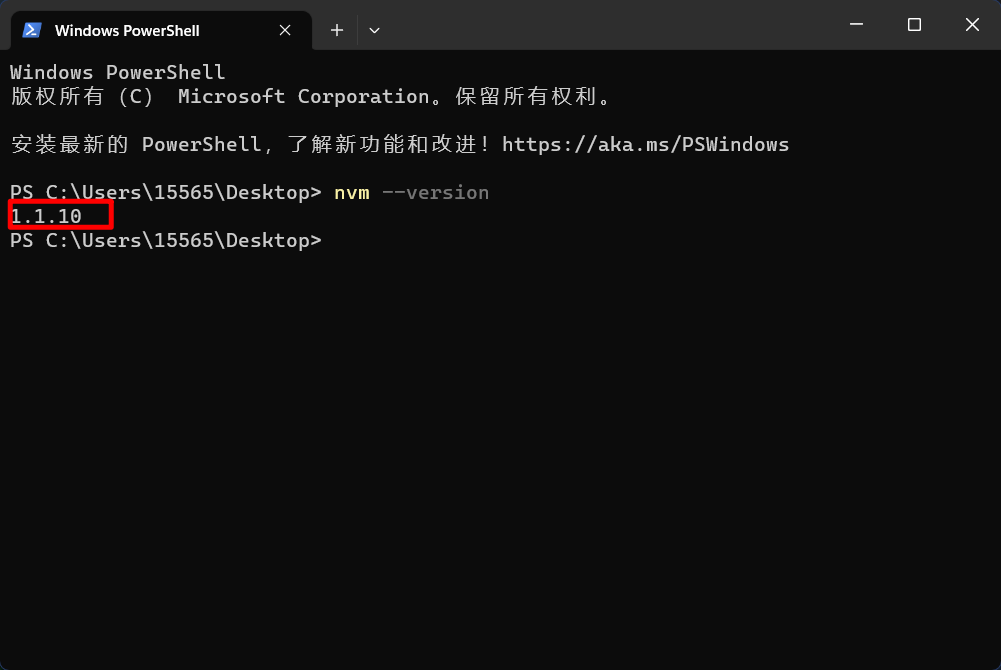 Windows PowerShell
Windows PowerShell
版权所有（C） Microsoft Corporation。保留所有权利。
安装最新的 PowerShell，了解新功能和改进！https://aka.ms/PSWindows
PS C:\Users\15565\Desktop> nvm --version
1.1.10
PS C:\Users\15565\Desktop>